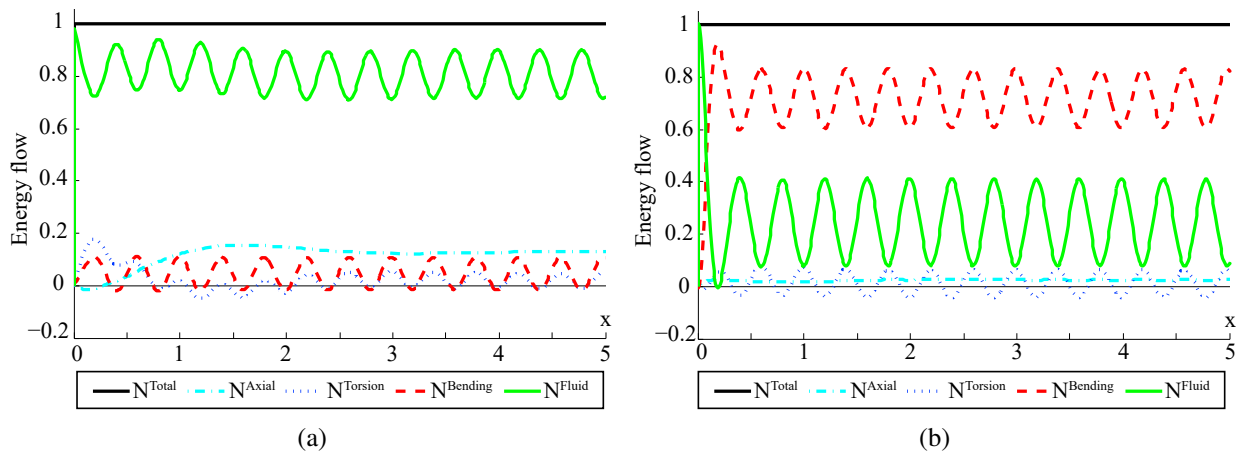 1
0.8
0.6
0.4
0.2
0
−0.2
Energy flow
0 1 2 3 4 5
x
N^Total N^Axial N^Torsion N^Bending N^Fluid
(a)
1
0.8
0.6
0.4
0.2
0
−0.2
Energy flow
0 1 2 3 4 5
x
N^Total N^Axial N^Torsion N^Bending N^Fluid
(b)